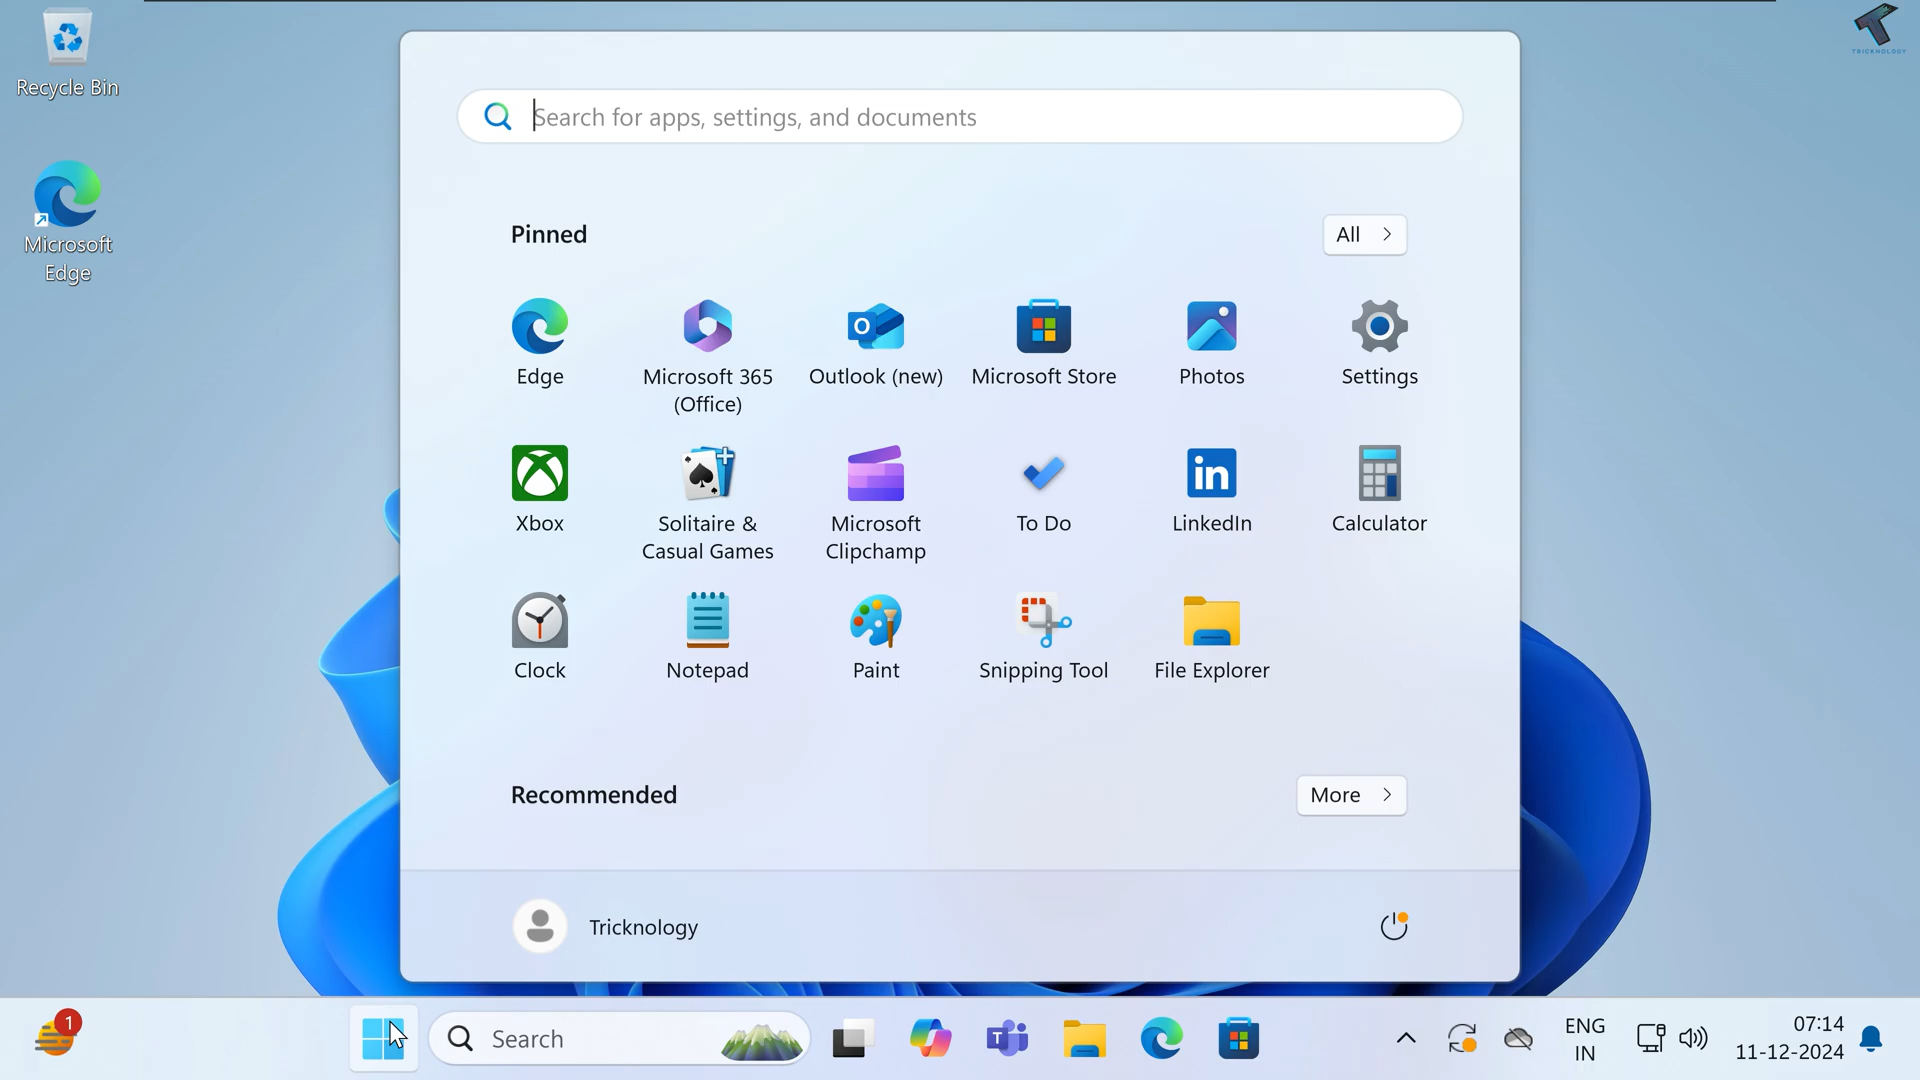 Recycle Bin
Microsoft
Edge
TRICKNOLOGY
Search for apps, settings, and documents
Pinned
All
Edge
Microsoft 365
(Office)
Outlook (new)
Microsoft Store
Photos
Settings
Xbox
Solitaire &
Casual Games
Microsoft
Clipchamp
To Do
LinkedIn
Calculator
Clock
Notepad
Paint
Snipping Tool
File Explorer
Recommended
More
Tricknology
1
Search
ENG
IN
07:14
11-12-2024